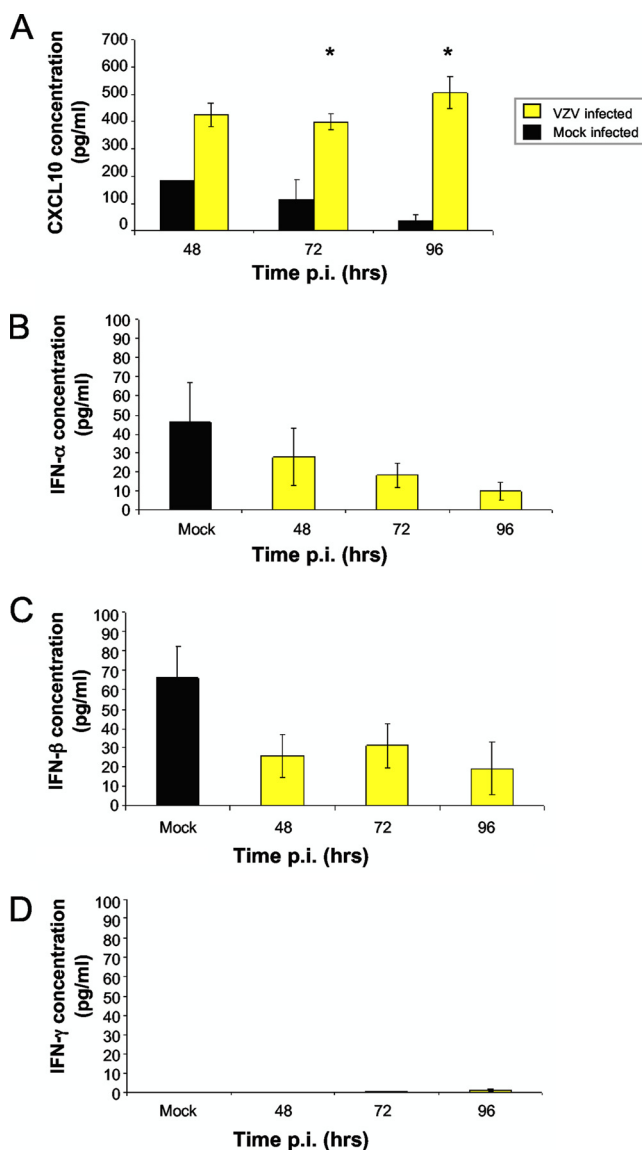 A
CXCL10 concentration
(pg/ml)
700
600
500
400
300
200
100
0
*
*
48
72
96
Time p.i. (hrs)
VZV infected
Mock infected
B
IFN-α concentration
(pg/ml)
100
90
80
70
60
50
40
30
20
10
0
Mock
48
72
96
Time p.i. (hrs)
C
IFN-β concentration
(pg/ml)
100
90
80
70
60
50
40
30
20
10
0
Mock
48
72
96
Time p.i. (hrs)
D
IFN-γ concentration
(pg/ml)
100
90
80
70
60
50
40
30
20
10
0
Mock
48
72
96
Time p.i. (hrs)